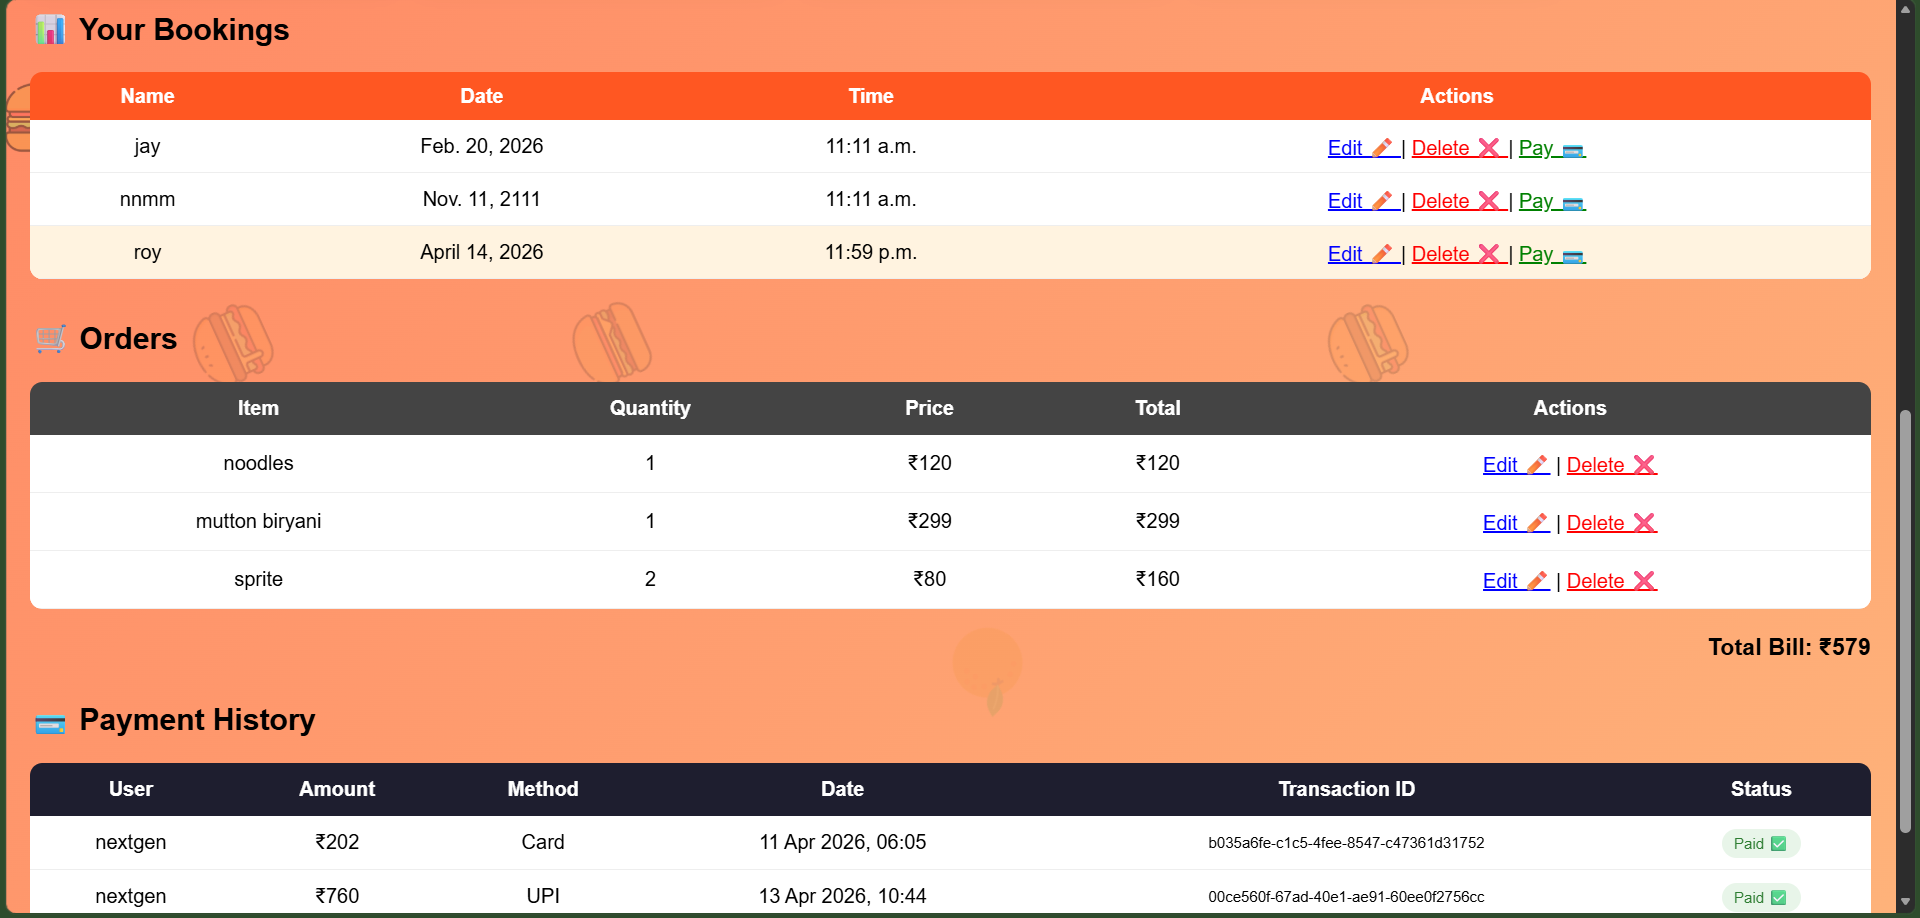 Your Bookings
Name Date Time Actions
jay Feb. 20, 2026 11:11 a.m. Edit | Delete | Pay
nnmm Nov. 11, 2111 11:11 a.m. Edit | Delete | Pay
roy April 14, 2026 11:59 p.m. Edit | Delete | Pay
Orders
Item Quantity Price Total Actions
noodles 1 ₹120 ₹120 Edit | Delete
mutton biryani 1 ₹299 ₹299 Edit | Delete
sprite 2 ₹80 ₹160 Edit | Delete
Total Bill: ₹579
Payment History
User Amount Method Date Transaction ID Status
nextgen ₹202 Card 11 Apr 2026, 06:05 b035a6fe-c1c5-4fee-8547-c47361d31752 Paid
nextgen ₹760 UPI 13 Apr 2026, 10:44 00ce560f-67ad-40e1-ae91-60ee0f2756cc Paid